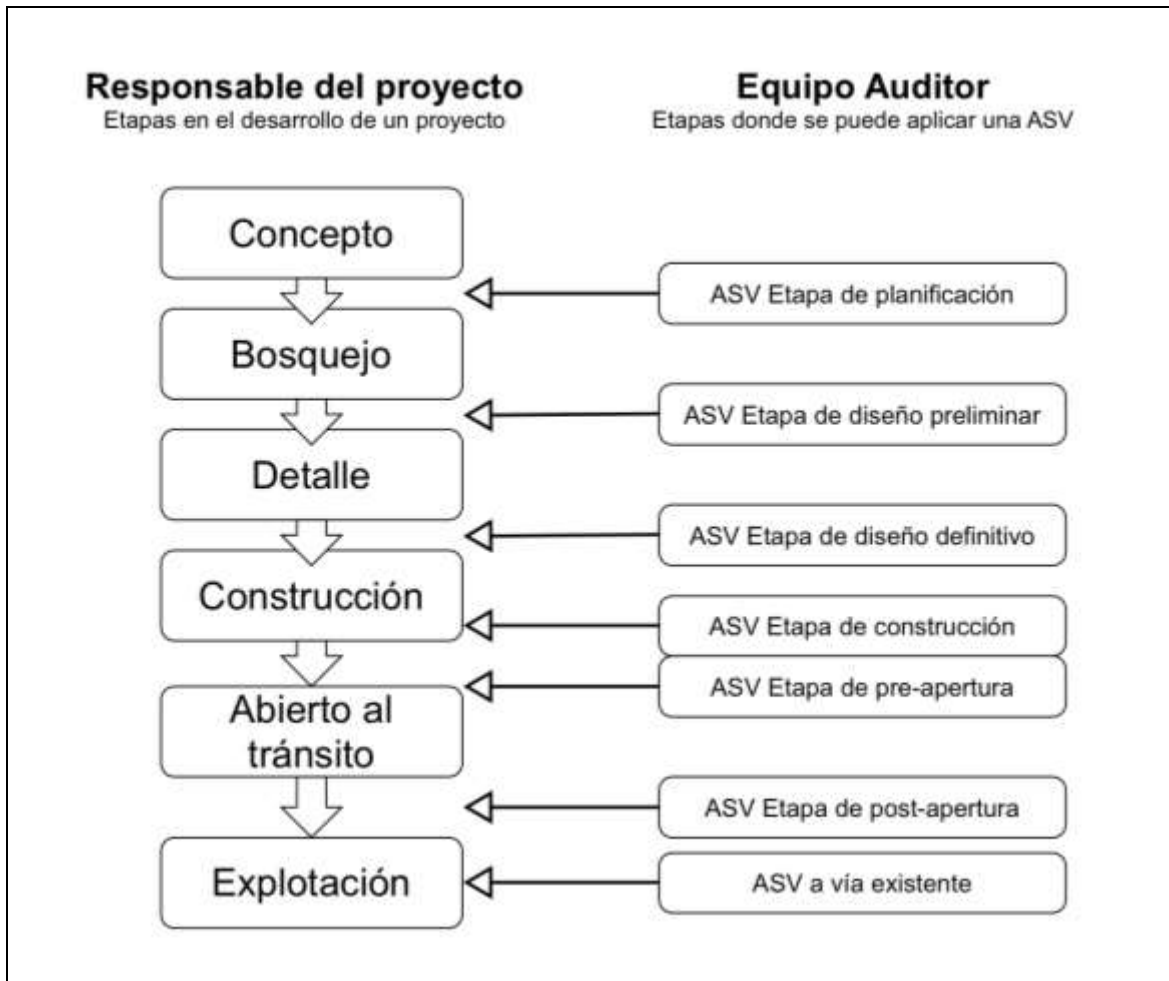 Responsable del proyecto
Etapas en el desarrollo de un proyecto
Equipo Auditor
Etapas donde se puede aplicar una ASV
Concepto
ASV Etapa de planificación
Bosquejo
ASV Etapa de diseño preliminar
Detalle
ASV Etapa de diseño definitivo
Construcción
ASV Etapa de construcción
ASV Etapa de pre-apertura
Abierto al
tránsito
ASV Etapa de post-apertura
Explotación
ASV a vía existente